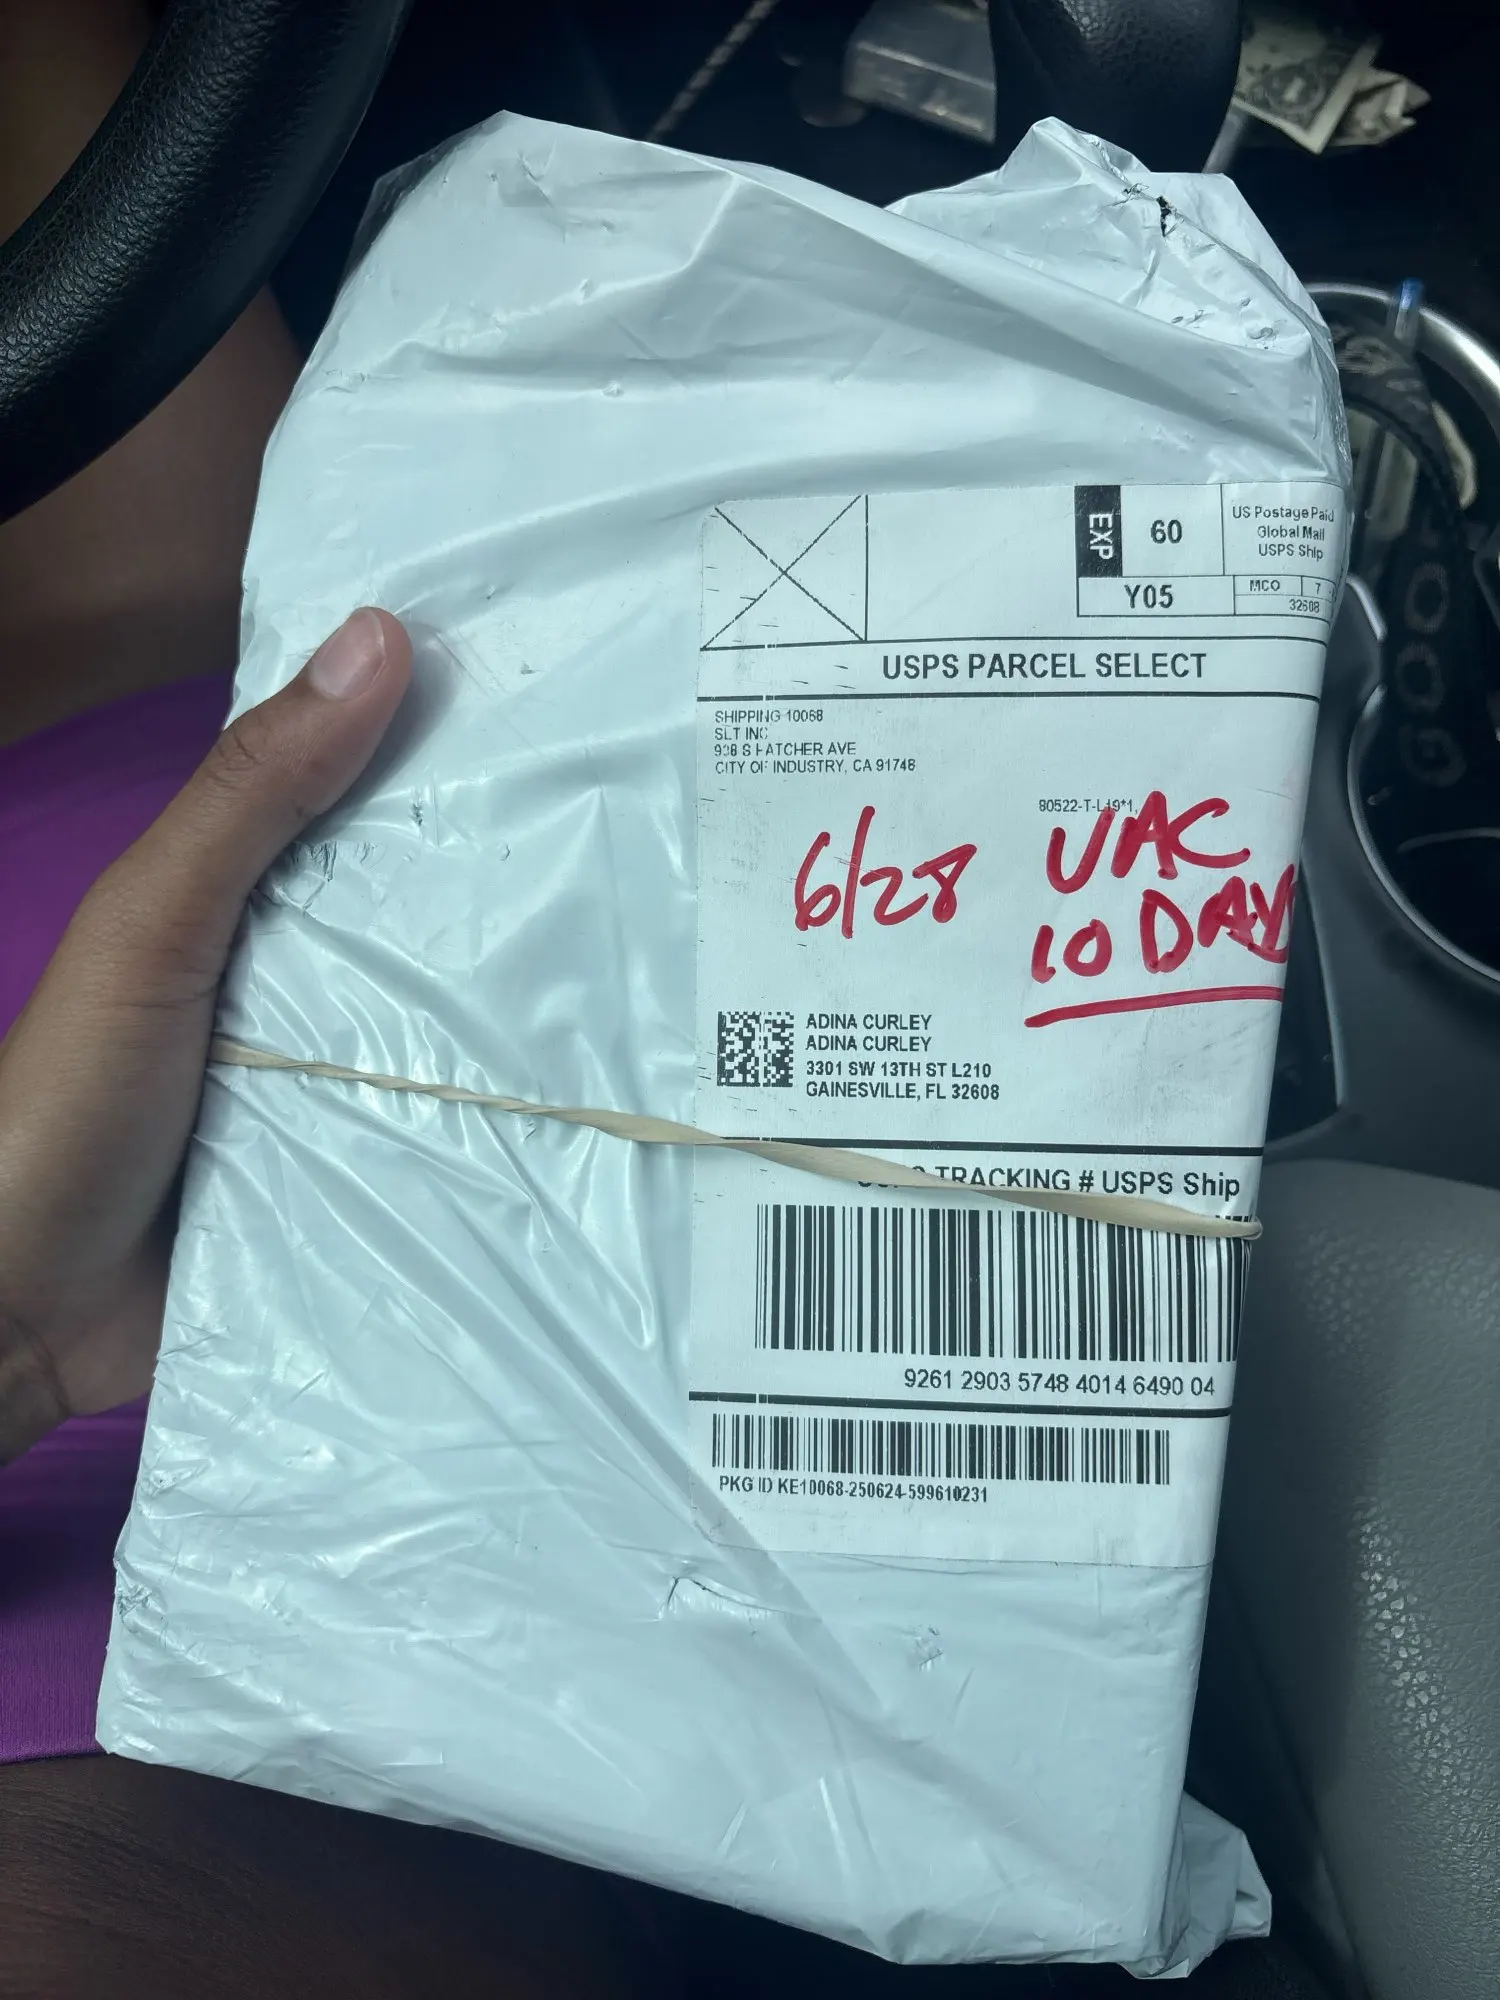 EXP
60
US Postage Paid
Global Mail
USPS Ship
Y05
MCO
7
32608
USPS PARCEL SELECT
SHIPPING 10068
SLT INC
938 S HATCHER AVE
CITY OF INDUSTRY, CA 91748
80522-T-L19*1,
6/28
UAC
10 DAYS
ADINA CURLEY
ADINA CURLEY
3301 SW 13TH ST L210
GAINESVILLE, FL 32608
TRACKING # USPS Ship
9261 2903 5748 4014 6490 04
PKG ID KE10068-250624-599610231